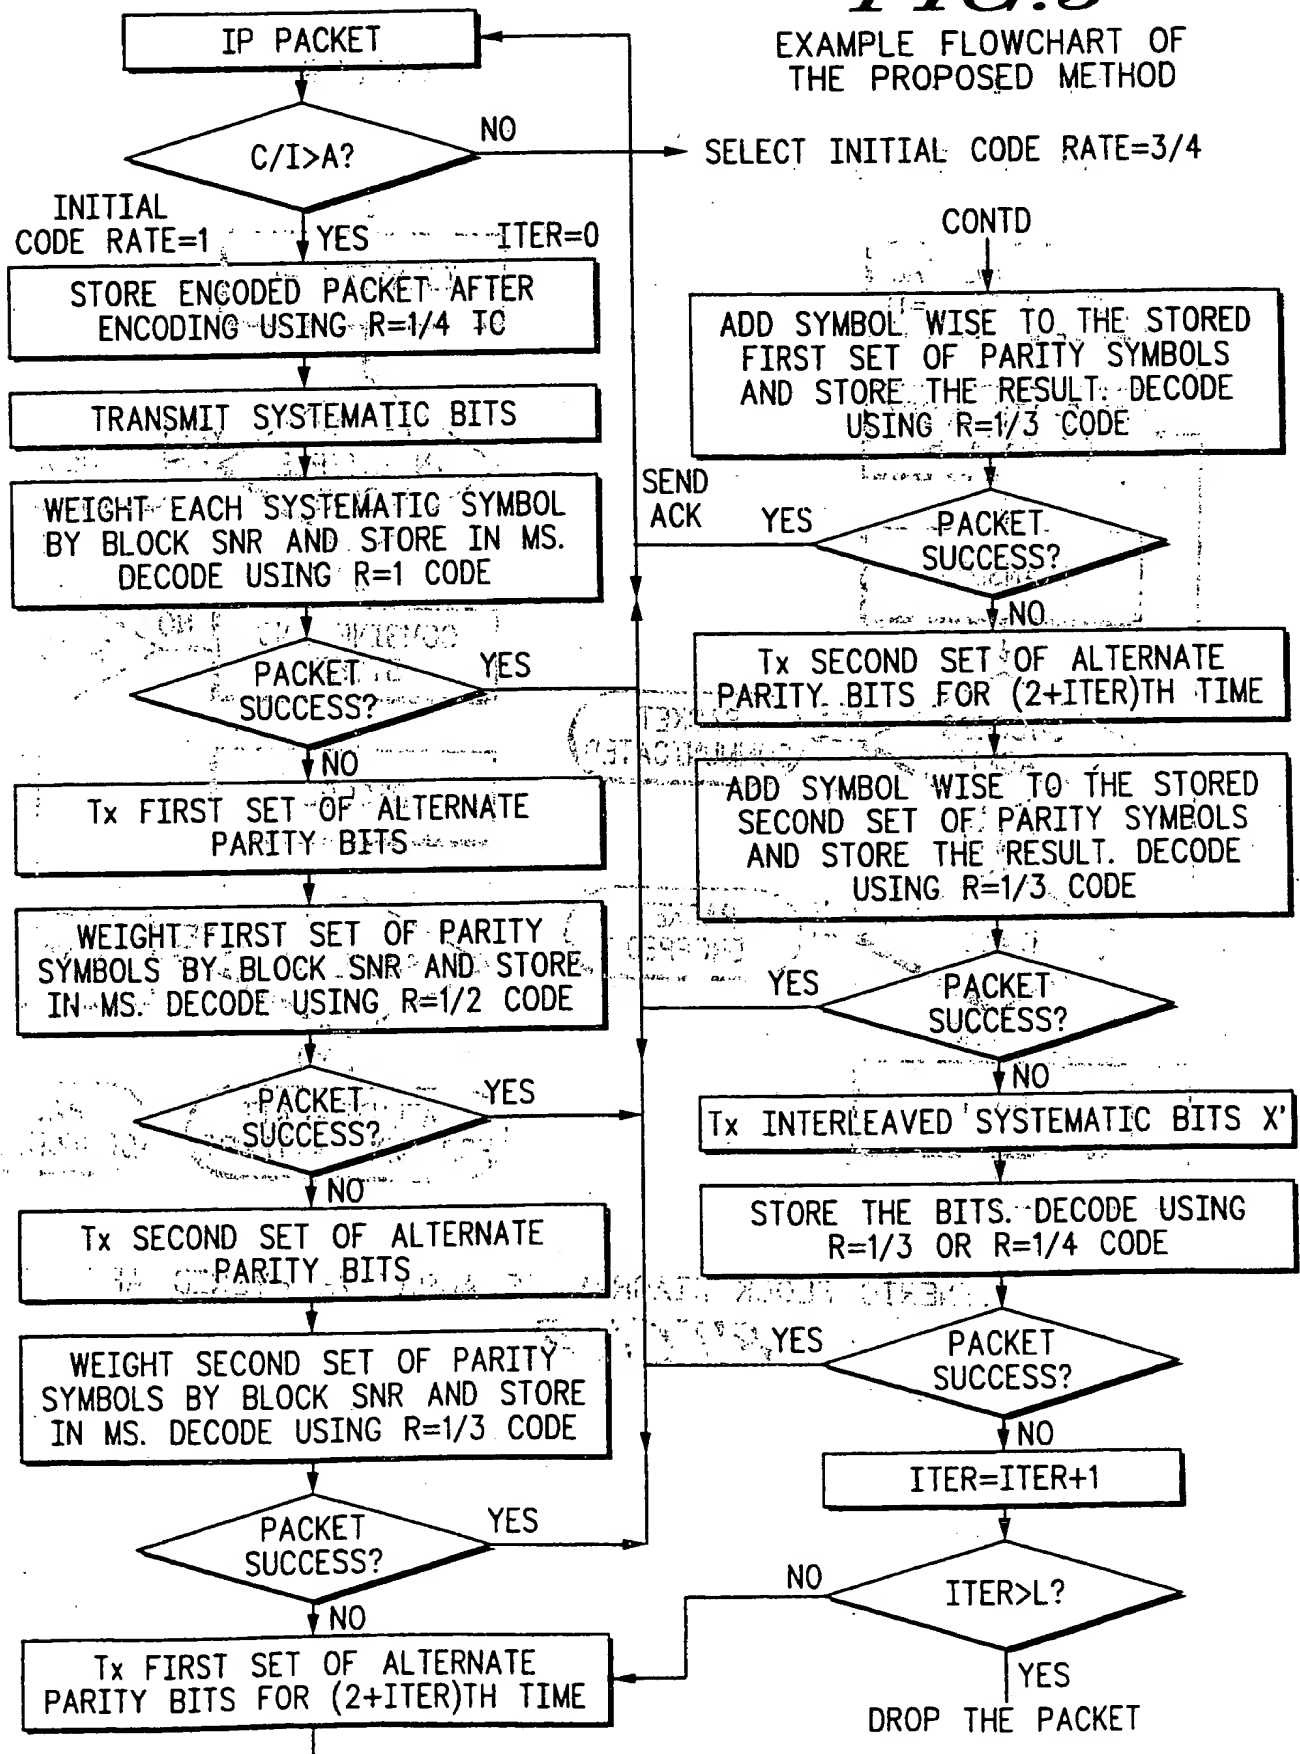 EXAMPLE FLOWCHART OF
THE PROPOSED METHOD
IP PACKET
C/I>A?
NO
SELECT INITIAL CODE RATE=3/4
INITIAL
CODE RATE=1
YES
ITER=0
STORE ENCODED PACKET AFTER
ENCODING USING R=1/4 TC
TRANSMIT SYSTEMATIC BITS
WEIGHT EACH SYSTEMATIC SYMBOL
BY BLOCK SNR AND STORE IN MS.
DECODE USING R=1 CODE
PACKET
SUCCESS?
YES
NO
Tx FIRST SET OF ALTERNATE
PARITY BITS
WEIGHT FIRST SET OF PARITY
SYMBOLS BY BLOCK SNR AND STORE
IN MS. DECODE USING R=1/2 CODE
PACKET
SUCCESS?
YES
NO
Tx SECOND SET OF ALTERNATE
PARITY BITS
WEIGHT SECOND SET OF PARITY
SYMBOLS BY BLOCK SNR AND STORE
IN MS. DECODE USING R=1/3 CODE
PACKET
SUCCESS?
YES
NO
Tx FIRST SET OF ALTERNATE
PARITY BITS FOR (2+ITER)TH TIME
CONTD
ADD SYMBOL WISE TO THE STORED
FIRST SET OF PARITY SYMBOLS
AND STORE THE RESULT. DECODE
USING R=1/3 CODE
SEND
ACK
YES
PACKET
SUCCESS?
NO
Tx SECOND SET OF ALTERNATE
PARITY BITS FOR (2+ITER)TH TIME
ADD SYMBOL WISE TO THE STORED
SECOND SET OF PARITY SYMBOLS
AND STORE THE RESULT. DECODE
USING R=1/3 CODE
YES
PACKET
SUCCESS?
NO
Tx INTERLEAVED SYSTEMATIC BITS X'
STORE THE BITS. DECODE USING
R=1/3 OR R=1/4 CODE
YES
PACKET
SUCCESS?
NO
ITER=ITER+1
NO
ITER>L?
YES
DROP THE PACKET